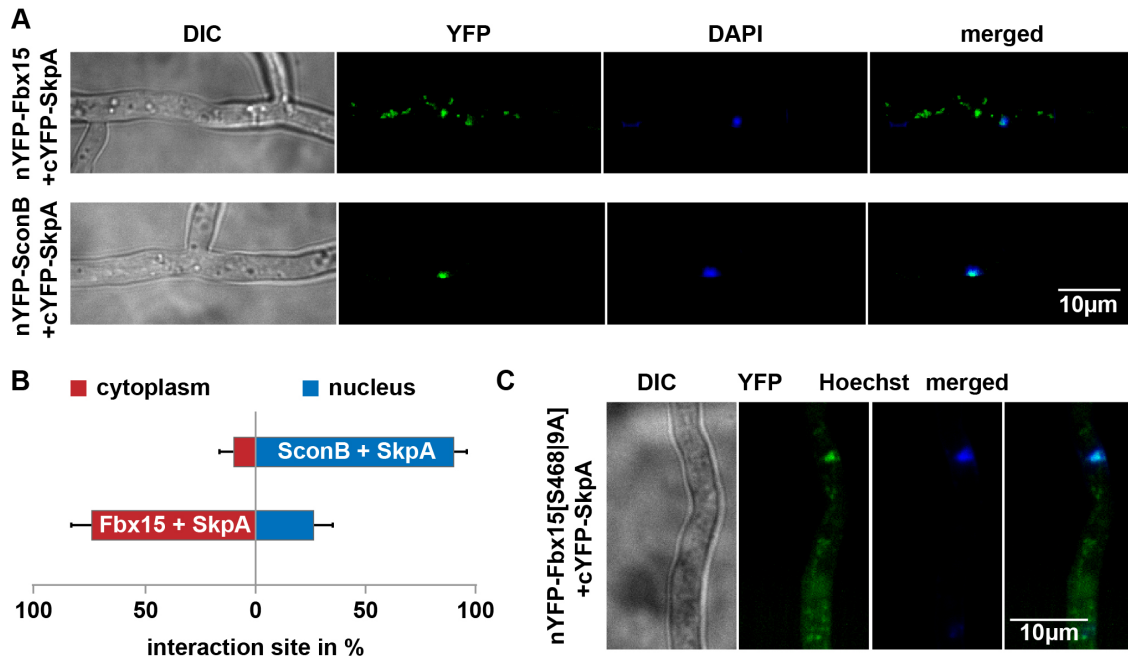 A
DIC YFP DAPI merged
nYFP-Fbx15
+cYFP-SkpA
nYFP-SconB
+cYFP-SkpA
10µm
B
cytoplasm nucleus
SconB + SkpA
Fbx15 + SkpA
100 50 0 50 100
interaction site in %
C
DIC YFP Hoechst merged
nYFP-Fbx15[S468|9A]
+cYFP-SkpA
10µm